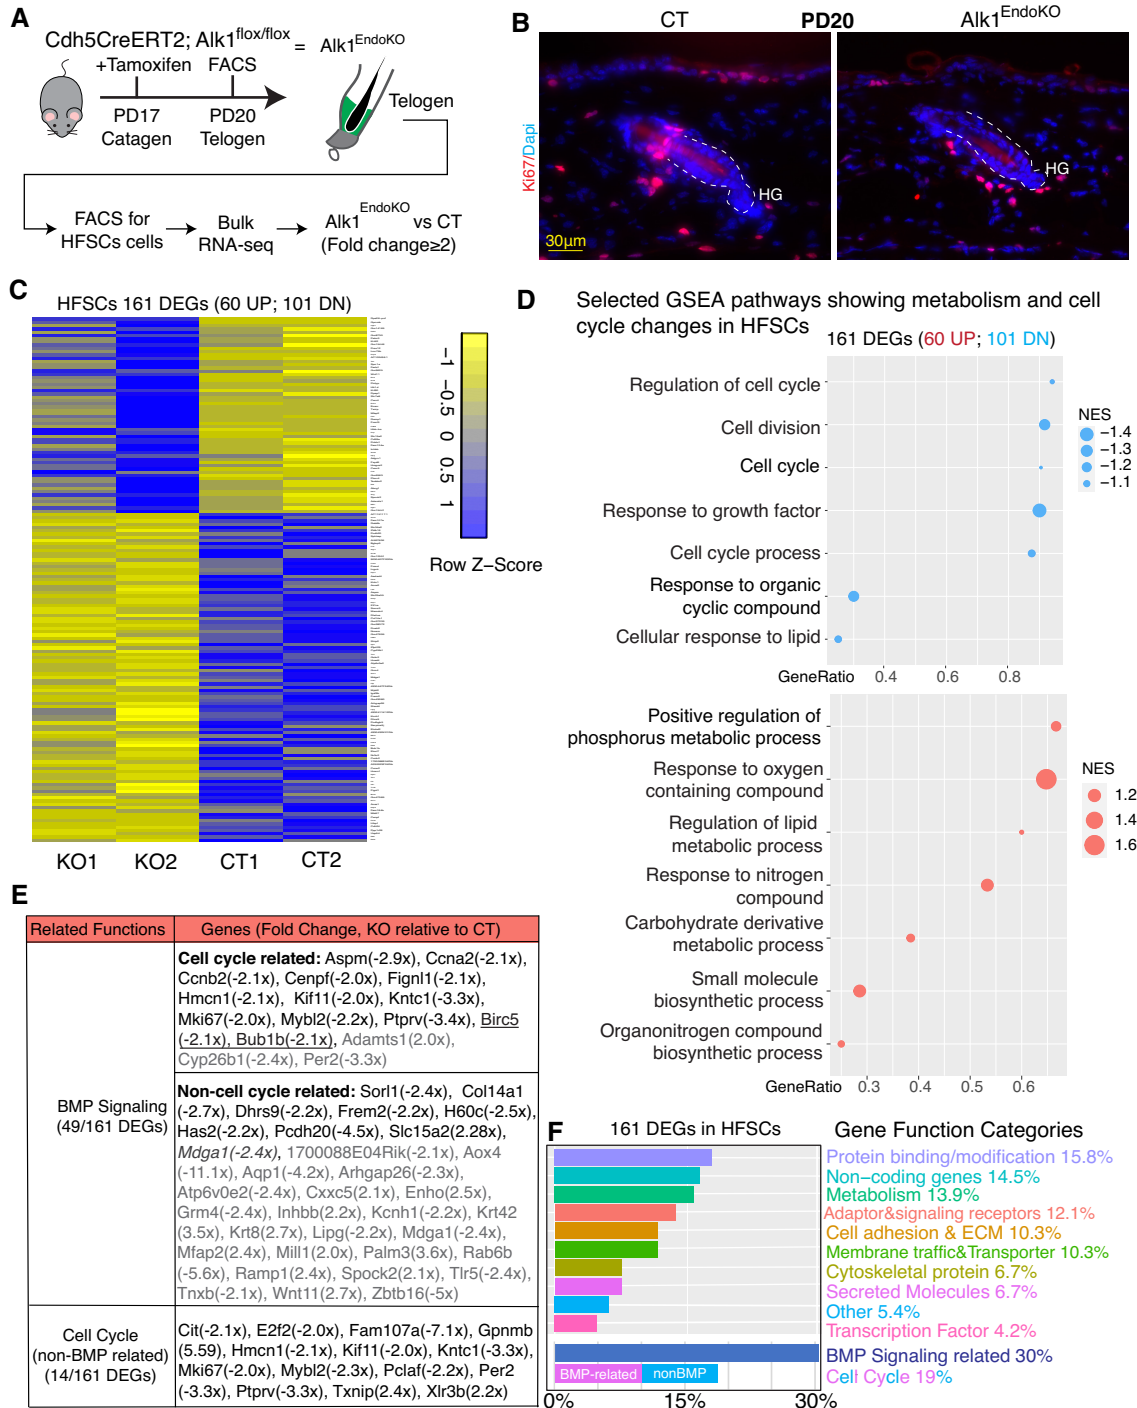 A
Cdh5CreERT2; Alk1flox/flox = Alk1EndoKO
+Tamoxifen FACS
PD17 PD20
Catagen Telogen
Telogen
FACS for
HFSCs cells
Bulk
RNA-seq
Alk1EndoKO vs CT
(Fold change≥2)
B
CT PD20 Alk1EndoKO
Ki67/Dapi
HG
HG
30µm
C
HFSCs 161 DEGs (60 UP; 101 DN)
−1 −0.5 0 0.5 1
Row Z-Score
KO1 KO2 CT1 CT2
D
Selected GSEA pathways showing metabolism and cell
cycle changes in HFSCs
161 DEGs (60 UP; 101 DN)
Regulation of cell cycle
Cell division
Cell cycle
Response to growth factor
Cell cycle process
Response to organic
cyclic compound
Cellular response to lipid
GeneRatio 0.4 0.6 0.8
NES
−1.4
−1.3
−1.2
−1.1
Positive regulation of
phosphorus metabolic process
Response to oxygen
containing compound
Regulation of lipid
metabolic process
Response to nitrogen
compound
Carbohydrate derivative
metabolic process
Small molecule
biosynthetic process
Organonitrogen compound
biosynthetic process
GeneRatio 0.3 0.4 0.5 0.6
NES
1.2
1.4
1.6
E
Related Functions Genes (Fold Change, KO relative to CT)
BMP Signaling
(49/161 DEGs)
Cell cycle related: Aspm(-2.9x), Ccna2(-2.1x),
Ccnb2(-2.1x), Cenpf(-2.0x), Fignl1(-2.1x),
Hmcn1(-2.1x), Kif11(-2.0x), Kntc1(-3.3x),
Mki67(-2.0x), Mybl2(-2.2x), Ptprv(-3.4x), Birc5
(-2.1x), Bub1b(-2.1x), Adamts1(2.0x),
Cyp26b1(-2.4x), Per2(-3.3x)
Non-cell cycle related: Sorl1(-2.4x), Col14a1
(-2.7x), Dhrs9(-2.2x), Frem2(-2.2x), H60c(-2.5x),
Has2(-2.2x), Pcdh20(-4.5x), Slc15a2(2.28x),
Mdga1(-2.4x), 1700088E04Rik(-2.1x), Aox4
(-11.1x), Aqp1(-4.2x), Arhgap26(-2.3x),
Atp6v0e2(-2.4x), Cxxc5(2.1x), Enho(2.5x),
Grm4(-2.4x), Inhbb(2.2x), Kcnh1(-2.2x), Krt42
(3.5x), Krt8(2.7x), Lipg(-2.2x), Mdga1(-2.4x),
Mfap2(2.4x), Mill1(2.0x), Palm3(3.6x), Rab6b
(-5.6x), Ramp1(2.4x), Spock2(2.1x), Tlr5(-2.4x),
Tnxb(-2.1x), Wnt11(2.7x), Zbtb16(-5x)
Cell Cycle
(non-BMP related)
(14/161 DEGs)
Cit(-2.1x), E2f2(-2.0x), Fam107a(-7.1x), Gpnmb
(5.59), Hmcn1(-2.1x), Kif11(-2.0x), Kntc1(-3.3x),
Mki67(-2.0x), Mybl2(-2.3x), Pclaf(-2.2x), Per2
(-3.3x), Ptprv(-3.3x), Txnip(2.4x), Xlr3b(2.2x)
F
161 DEGs in HFSCs Gene Function Categories
Protein binding/modification 15.8%
Non−coding genes 14.5%
Metabolism 13.9%
Adaptor&signaling receptors 12.1%
Cell adhesion & ECM 10.3%
Membrane traffic&Transporter 10.3%
Cytoskeletal protein 6.7%
Secreted Molecules 6.7%
Other 5.4%
Transcription Factor 4.2%
BMP Signaling related 30%
BMP-related nonBMP Cell Cycle 19%
0% 15% 30%